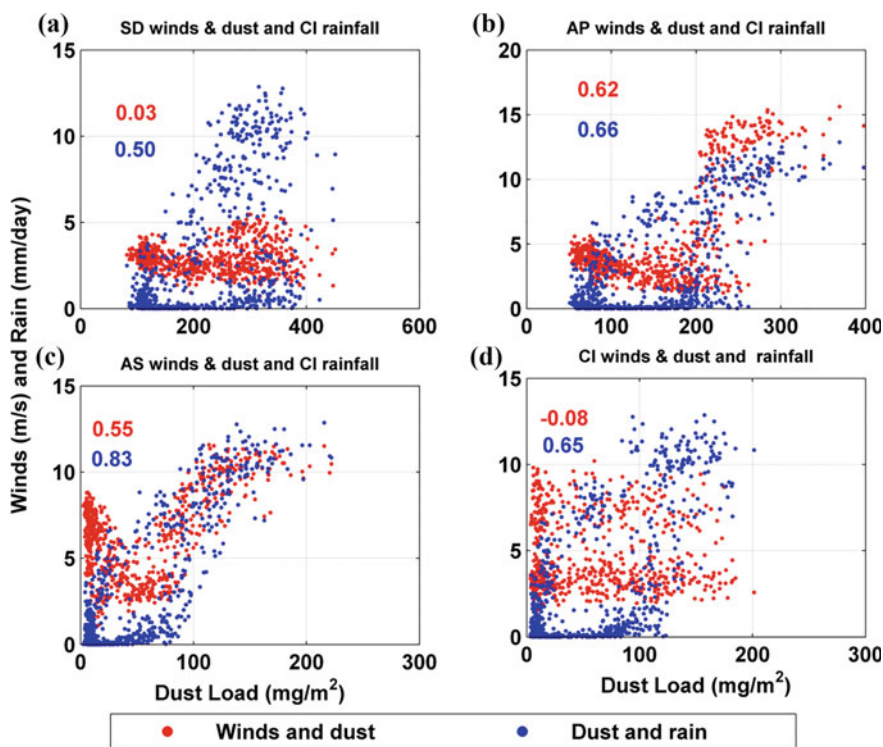 (a) SD winds & dust and CI rainfall
(b) AP winds & dust and CI rainfall
15
10
5
0
0 200 400 600
0.03
0.50
20
15
10
5
0
0 100 200 300 400
0.62
0.66
Winds (m/s) and Rain (mm/day)
(c) AS winds & dust and CI rainfall
(d) CI winds & dust and rainfall
15
10
5
0
0 100 200 300
0.55
0.83
15
10
5
0
0 100 200 300
-0.08
0.65
Dust Load (mg/m²)
Dust Load (mg/m²)
Winds and dust
Dust and rain